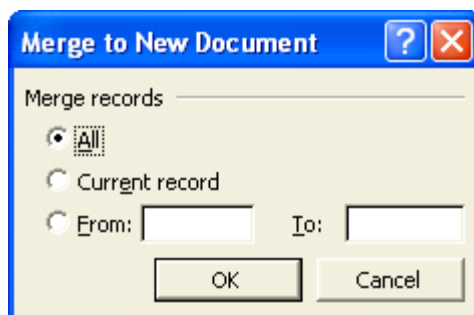 Merge to New Document ?
Merge records
All
Current record
From: To:
OK Cancel